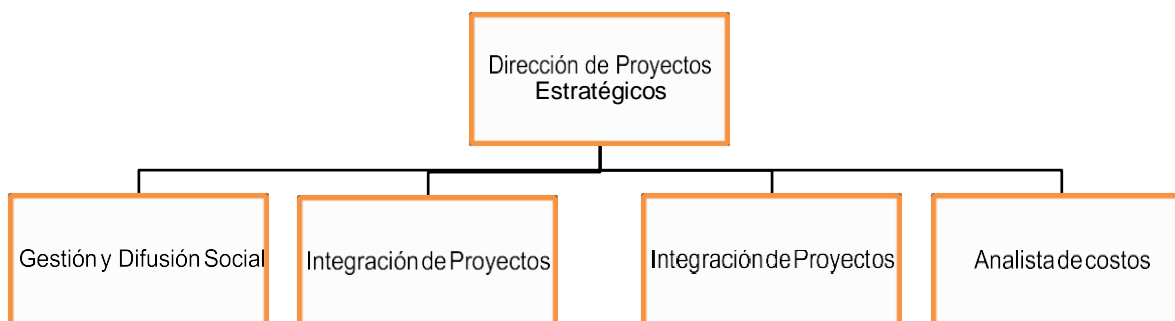 Dirección de Proyectos
Estratégicos
Gestión y Difusión Social
Integración de Proyectos
Integración de Proyectos
Analista de costos